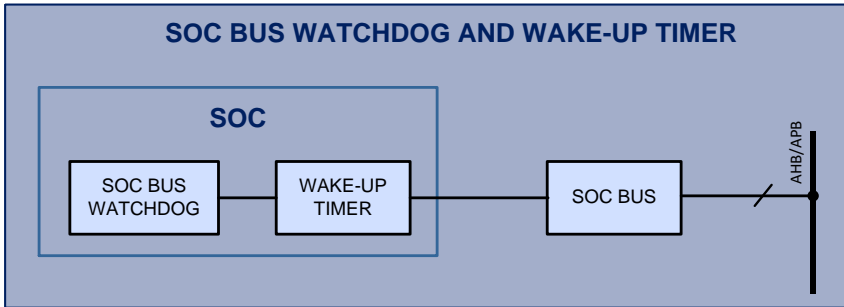 SOC BUS WATCHDOG AND WAKE-UP TIMER
SOC
SOC BUS
WATCHDOG
WAKE-UP
TIMER
SOC BUS
AHB/APB